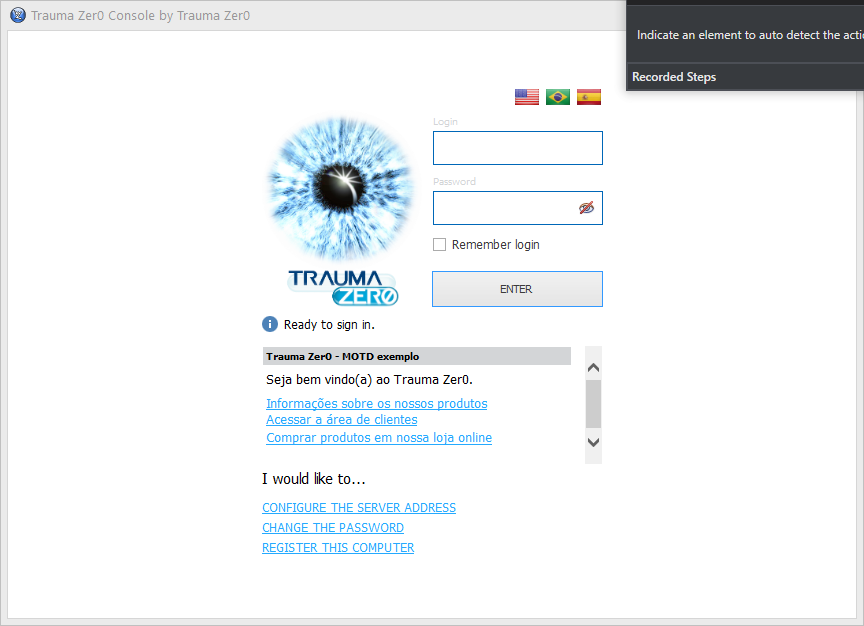 Trauma Zer0 Console by Trauma Zer0
Indicate an element to auto detect the
Recorded Steps
Login
Password
Remember login
ENTER
TRAUMA
ZER0
Ready to sign in.
Trauma Zer0 - MOTD exemplo
Seja bem vindo(a) ao Trauma Zer0.
Informações sobre os nossos produtos
Acessar a área de clientes
Comprar produtos em nossa loja online
I would like to...
CONFIGURE THE SERVER ADDRESS
CHANGE THE PASSWORD
REGISTER THIS COMPUTER